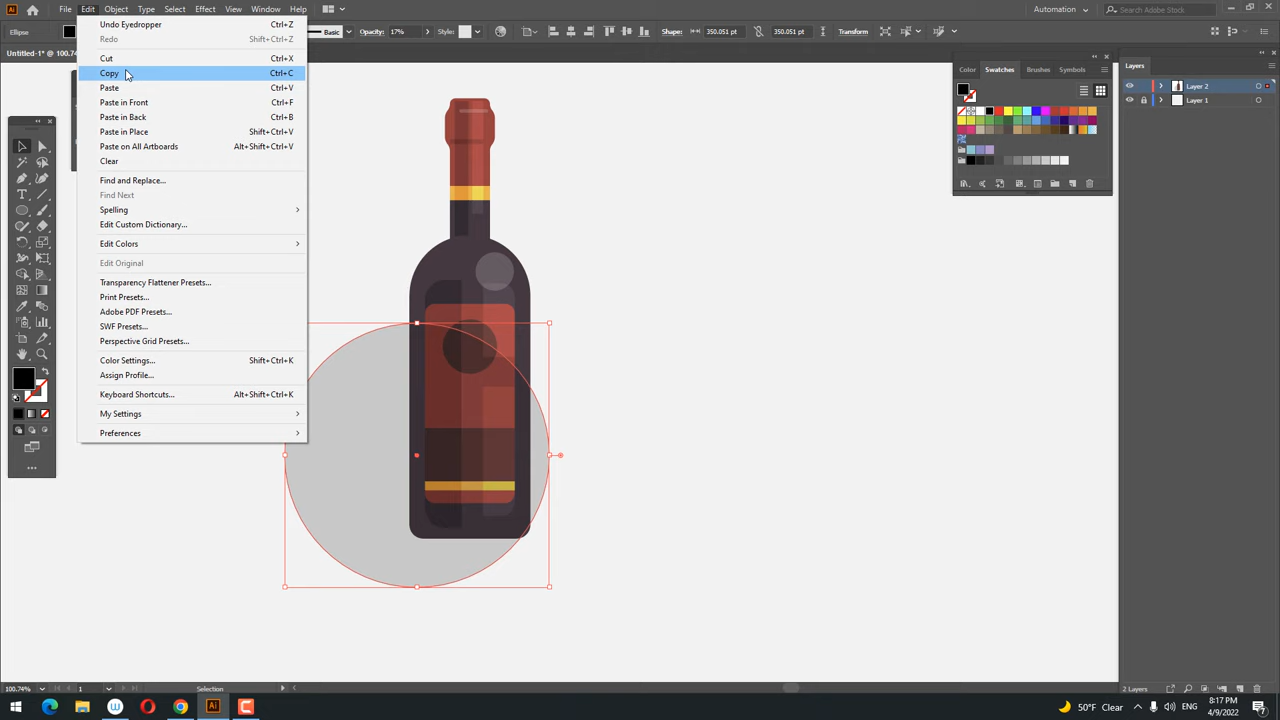 Ai
File Edit Object Type Select Effect View Window Help
Automation
Search Adobe Stock
Ellipse
Basic
Opacity: 17%
Style:
Shape: 350.051 pt 350.051 pt Transform
Untitled-1* @ 100.74
Undo Eyedropper Ctrl+Z
Redo Shift+Ctrl+Z
Cut Ctrl+X
Copy Ctrl+C
Paste Ctrl+V
Paste in Front Ctrl+F
Paste in Back Ctrl+B
Paste in Place Shift+Ctrl+V
Paste on All Artboards Alt+Shift+Ctrl+V
Clear
Find and Replace...
Find Next
Spelling
Edit Custom Dictionary...
Edit Colors
Edit Original
Transparency Flattener Presets...
Print Presets...
Adobe PDF Presets...
SWF Presets...
Perspective Grid Presets...
Color Settings... Shift+Ctrl+K
Assign Profile...
Keyboard Shortcuts... Alt+Shift+Ctrl+K
My Settings
Preferences
Color Swatches Brushes Symbols
Layers
Layer 2
Layer 1
100.74% 1 Selection
2 Layers
Ai
50°F Clear
8:17 PM
4/9/2022